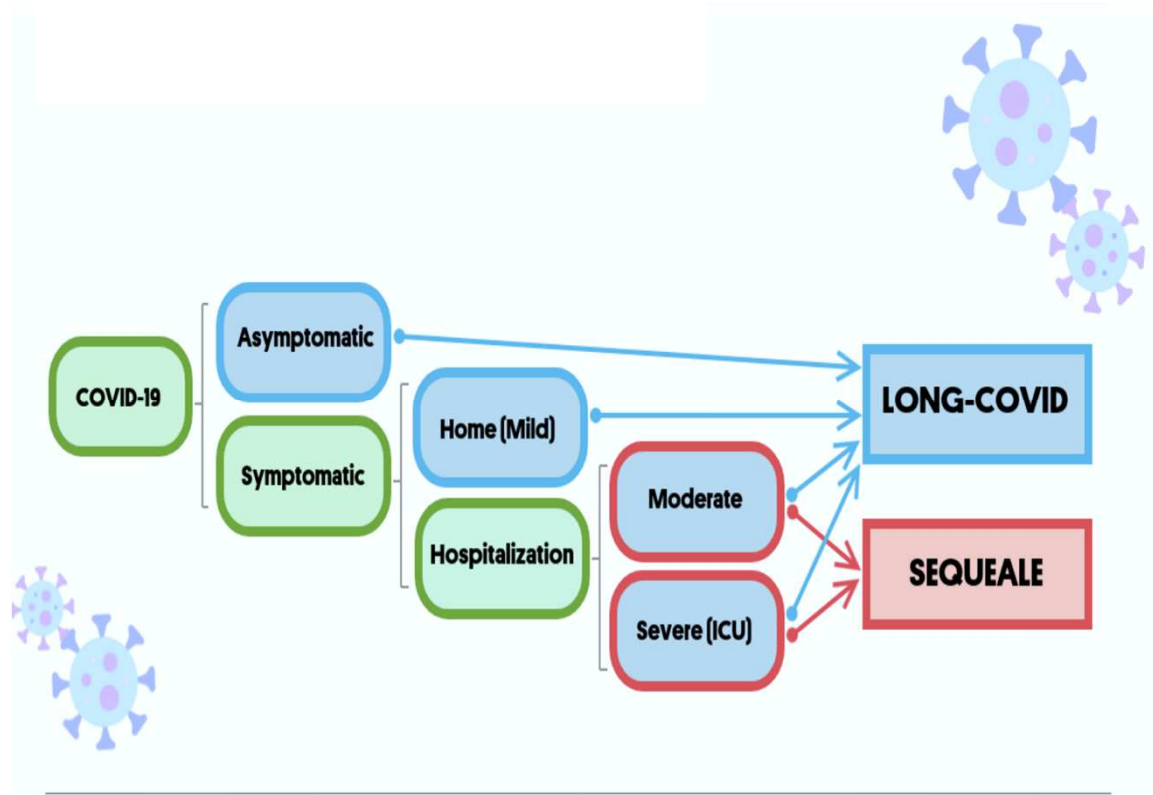 COVID-19
Asymptomatic
Symptomatic
Home (Mild)
Hospitalization
Moderate
Severe (ICU)
LONG-COVID
SEQUEALE